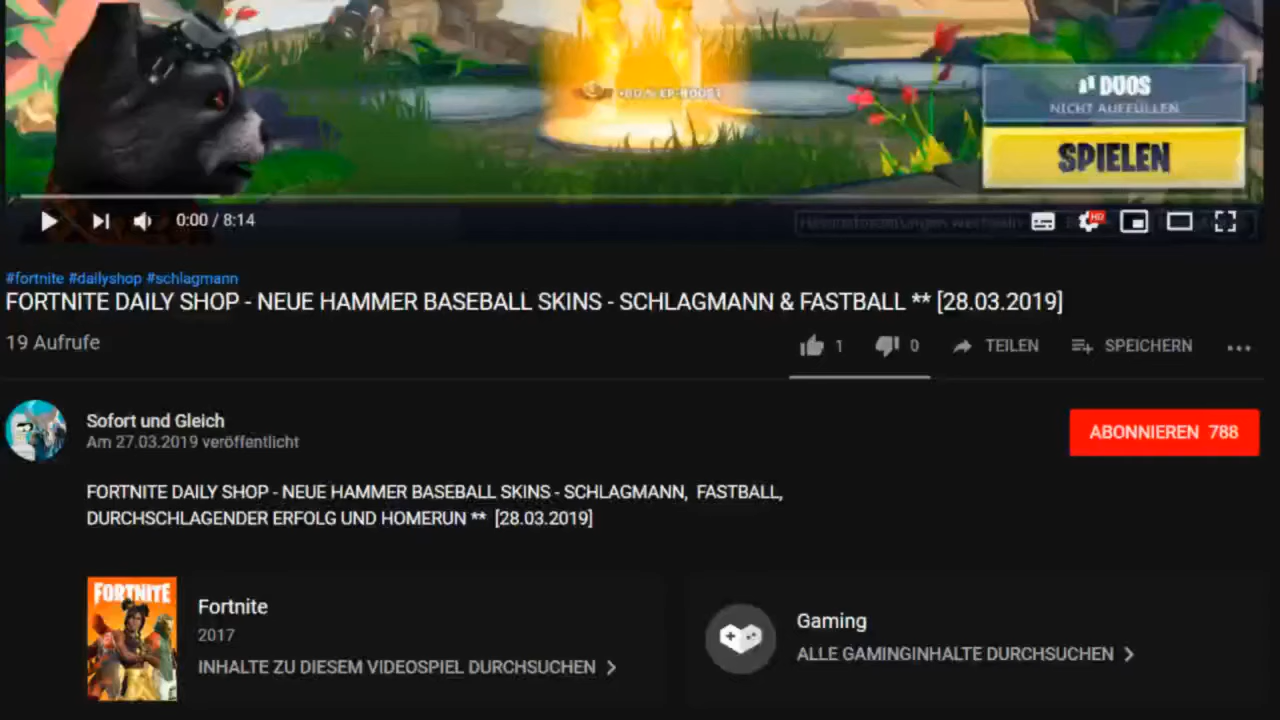 DUOS
NICHT AUFFÜLLEN
SPIELEN
0:00 / 8:14
HD
#fortnite #dailyshop #schlagmann
FORTNITE DAILY SHOP - NEUE HAMMER BASEBALL SKINS - SCHLAGMANN & FASTBALL ** [28.03.2019]
19 Aufrufe
1 0 TEILEN SPEICHERN
Sofort und Gleich
Am 27.03.2019 veröffentlicht
ABONNIEREN 788
FORTNITE DAILY SHOP - NEUE HAMMER BASEBALL SKINS - SCHLAGMANN, FASTBALL,
DURCHSCHLAGENDER ERFOLG UND HOMERUN ** [28.03.2019]
FORTNITE
Fortnite
2017
INHALTE ZU DIESEM VIDEOSPIEL DURCHSUCHEN
Gaming
ALLE GAMINGINHALTE DURCHSUCHEN